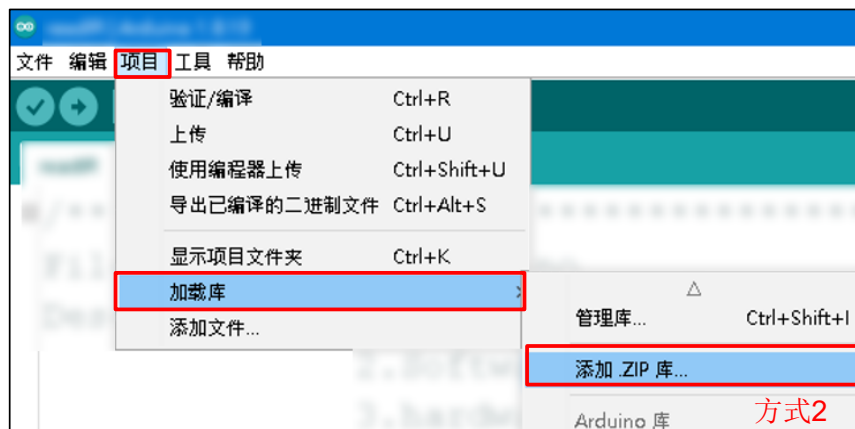 文件 编辑 项目 工具 帮助
验证/编译 Ctrl+R
上传 Ctrl+U
使用编程器上传 Ctrl+Shift+U
导出已编译的二进制文件 Ctrl+Alt+S
显示项目文件夹 Ctrl+K
加载库
添加文件...
管理库... Ctrl+Shift+I
添加 .ZIP 库...
Arduino 库
方式2